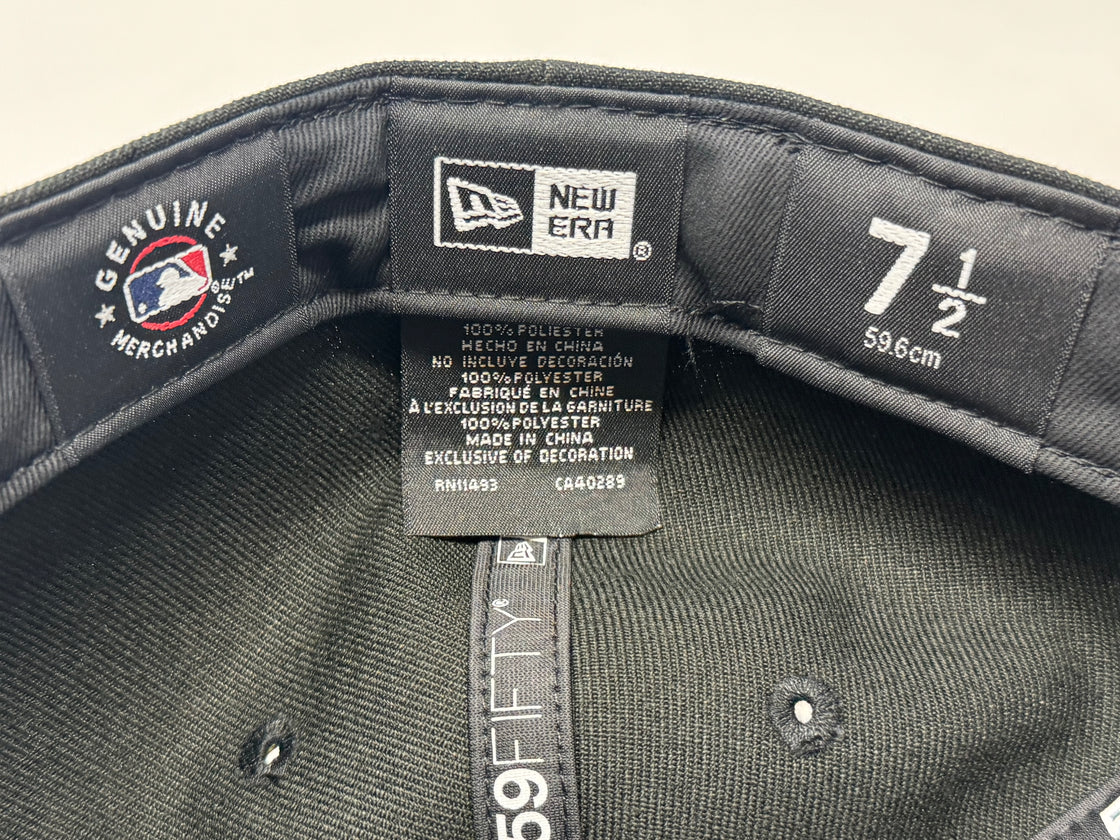 GENUINE
MERCHANDISE™
NEW
ERA
®
7 1/2
59.6cm
100% POLIESTER
HECHO EN CHINA
NO INCLUYE DECORACIÓN
100% POLYESTER
FABRIQUÉ EN CHINE
À L'EXCLUSION DE LA GARNITURE
100% POLYESTER
MADE IN CHINA
EXCLUSIVE OF DECORATION
RN11493 CA40289
59FIFTY®